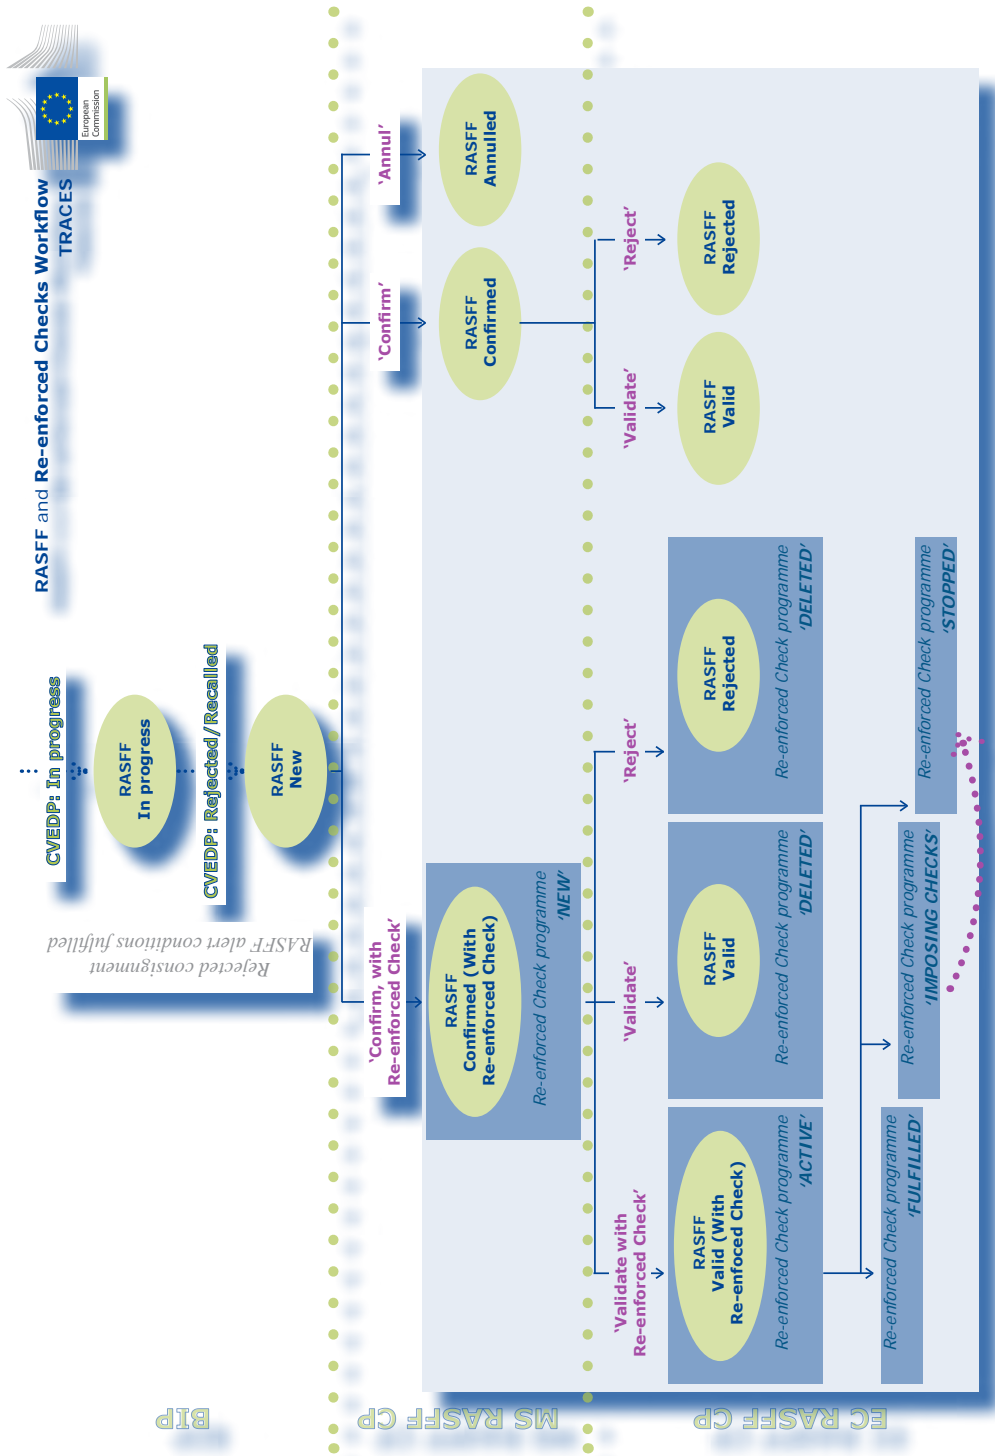 RASFF and Re-enforced Checks Workflow
TRACES
European
Commission
CVEDP: In progress
RASFF
In progress
CVEDP: Rejected/Recalled
RASFF
New
Rejected consignment
RASFF alert conditions fulfilled
BIP
‘Confirm, with
Re-enforced Check’
‘Confirm’
‘Annul’
RASFF
Confirmed (With
Re-enforced Check)
Re-enforced Check programme
‘NEW’
RASFF
Confirmed
RASFF
Annulled
MS RASFF CP
‘Validate with
Re-enforced Check’
‘Validate’
‘Reject’
‘Validate’
‘Reject’
RASFF
Valid (With
Re-enfoced Check)
Re-enforced Check programme
‘ACTIVE’
RASFF
Valid
Re-enforced Check programme
‘DELETED’
RASFF
Rejected
Re-enforced Check programme
‘DELETED’
RASFF
Valid
RASFF
Rejected
Re-enforced Check programme
‘FULFILLED’
Re-enforced Check programme
‘IMPOSING CHECKS’
Re-enforced Check programme
‘STOPPED’
EC RASFF CP